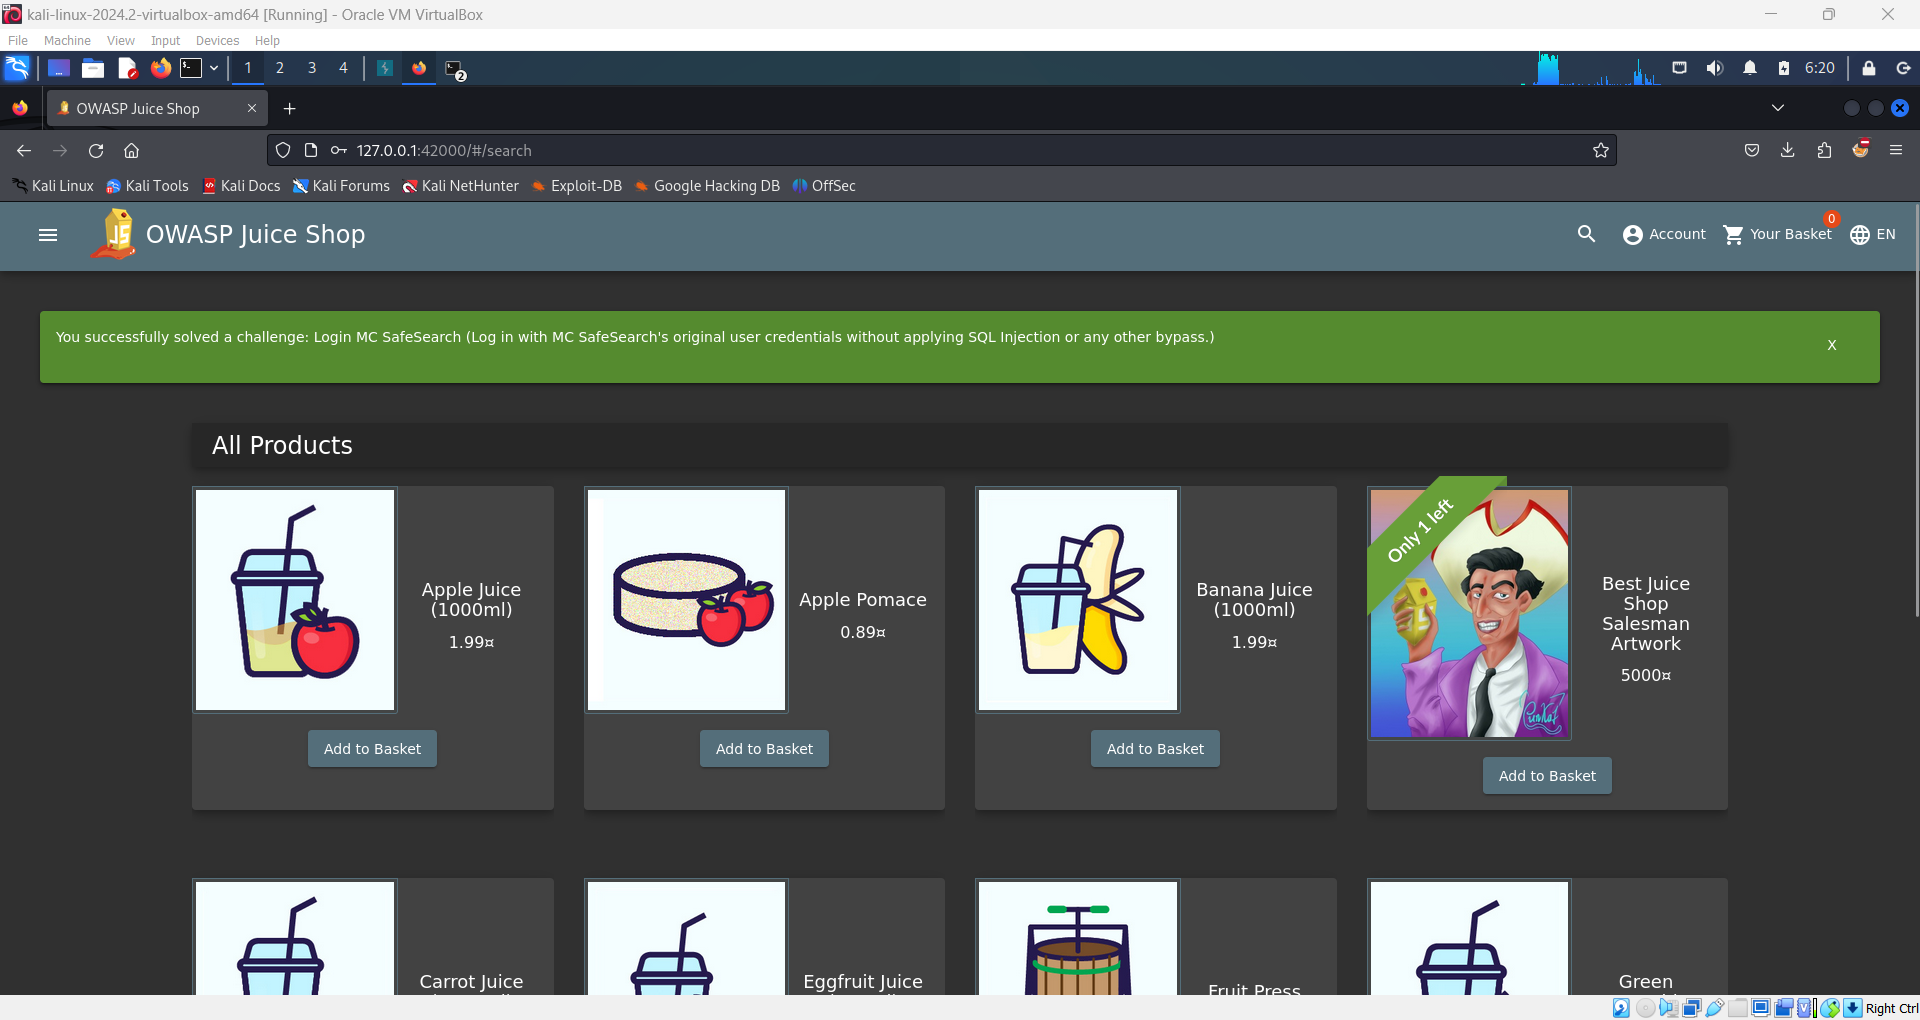 kali-linux-2024.2-virtualbox-amd64 [Running] - Oracle VM VirtualBox
File Machine View Input Devices Help
1 2 3 4 2 6:20
OWASP Juice Shop
127.0.0.1:42000/#/search
Kali Linux Kali Tools Kali Docs Kali Forums Kali NetHunter Exploit-DB Google Hacking DB OffSec
OWASP Juice Shop Account Your Basket 0 EN
You successfully solved a challenge: Login MC SafeSearch (Log in with MC SafeSearch's original user credentials without applying SQL Injection or any other bypass.) X
All Products
Apple Juice
(1000ml)
1.99¤
Add to Basket
Apple Pomace
0.89¤
Add to Basket
Banana Juice
(1000ml)
1.99¤
Add to Basket
Only 1 left
Best Juice
Shop
Salesman
Artwork
5000¤
Add to Basket
Carrot Juice
Eggfruit Juice
Fruit Press
Green
Right Ctrl